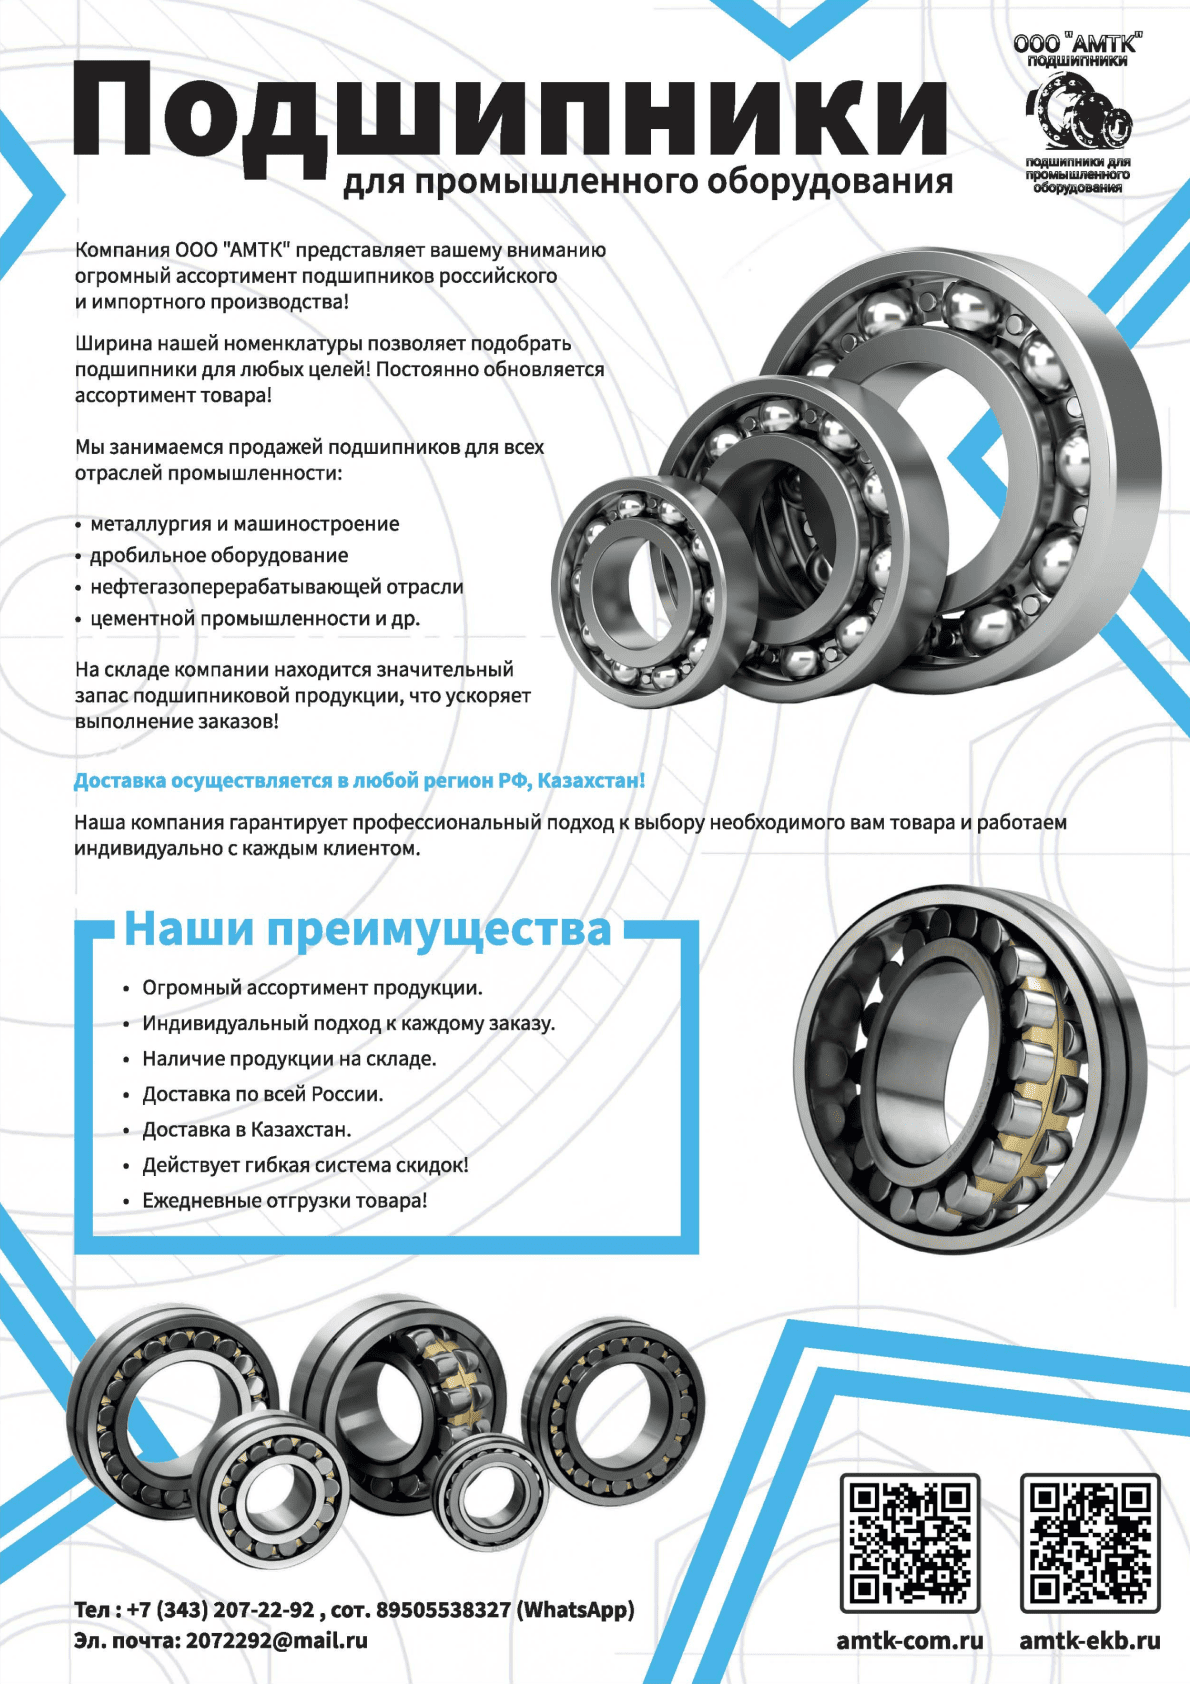 ООО "АМТК"
ПОДШИПНИКИ
подшипники для
промышленного
оборудования
Подшипники
для промышленного оборудования
Компания ООО "АМТК" представляет вашему вниманию
огромный ассортимент подшипников российского
и импортного производства!
Ширина нашей номенклатуры позволяет подобрать
подшипники для любых целей! Постоянно обновляется
ассортимент товара!
Мы занимаемся продажей подшипников для всех
отраслей промышленности:
• металлургия и машиностроение
• дробильное оборудование
• нефтегазоперерабатывающей отрасли
• цементной промышленности и др.
На складе компании находится значительный
запас подшипниковой продукции, что ускоряет
выполнение заказов!
Доставка осуществляется в любой регион РФ, Казахстан!
Наша компания гарантирует профессиональный подход к выбору необходимого вам товара и работаем
индивидуально с каждым клиентом.
Наши преимущества
• Огромный ассортимент продукции.
• Индивидуальный подход к каждому заказу.
• Наличие продукции на складе.
• Доставка по всей России.
• Доставка в Казахстан.
• Действует гибкая система скидок!
• Ежедневные отгрузки товара!
Тел : +7 (343) 207-22-92 , сот. 89505538327 (WhatsApp)
Эл. почта: 2072292@mail.ru
amtk-com.ru
amtk-ekb.ru